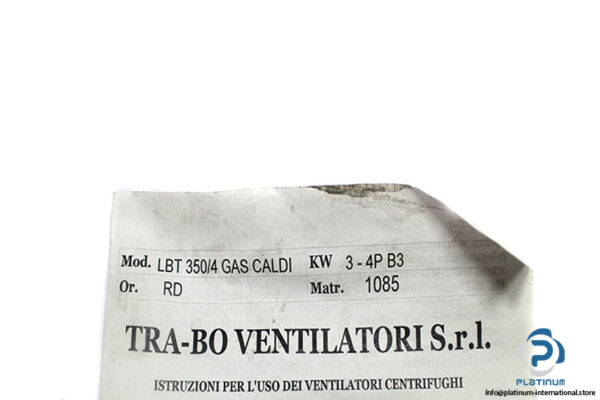 Mod. LBT 350/4 GAS CALDI KW 3 - 4P B3
Or. RD Matr. 1085
TRA-BO VENTILATORI S.r.l.
ISTRUZIONI PER L'USO DEI VENTILATORI CENTRIFUGHI
PLATINUM
Info@platinum-international.store